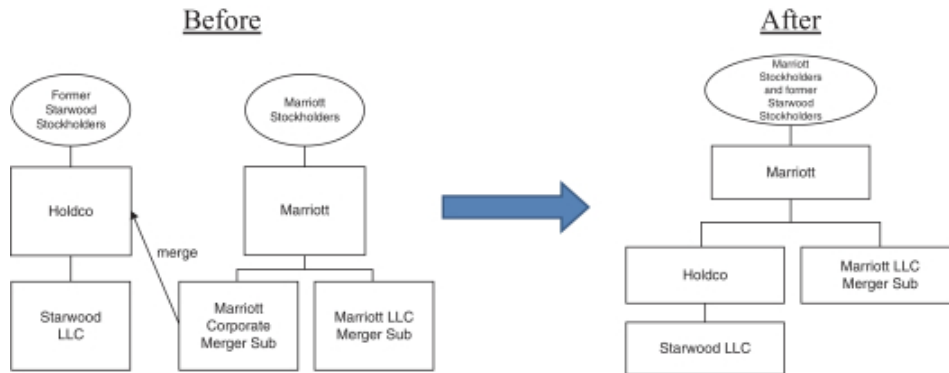 Before
After
Former
Starwood
Stockholders
Marriott
Stockholders
Marriott
Stockholders
and former
Starwood
Stockholders
Holdco
Marriott
Marriott
merge
Starwood
LLC
Marriott
Corporate
Merger Sub
Marriott LLC
Merger Sub
Holdco
Marriott LLC
Merger Sub
Starwood LLC